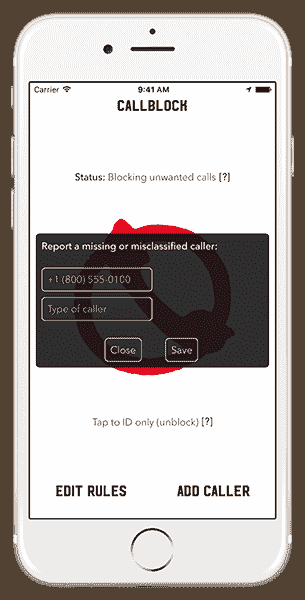 Carrier 9:41 AM
CALLBLOCK
Status: Blocking unwanted calls [?]
Report a missing or misclassified caller:
+1 (800) 555-0100
Type of caller
Close Save
Tap to ID only (unblock) [?]
EDIT RULES ADD CALLER